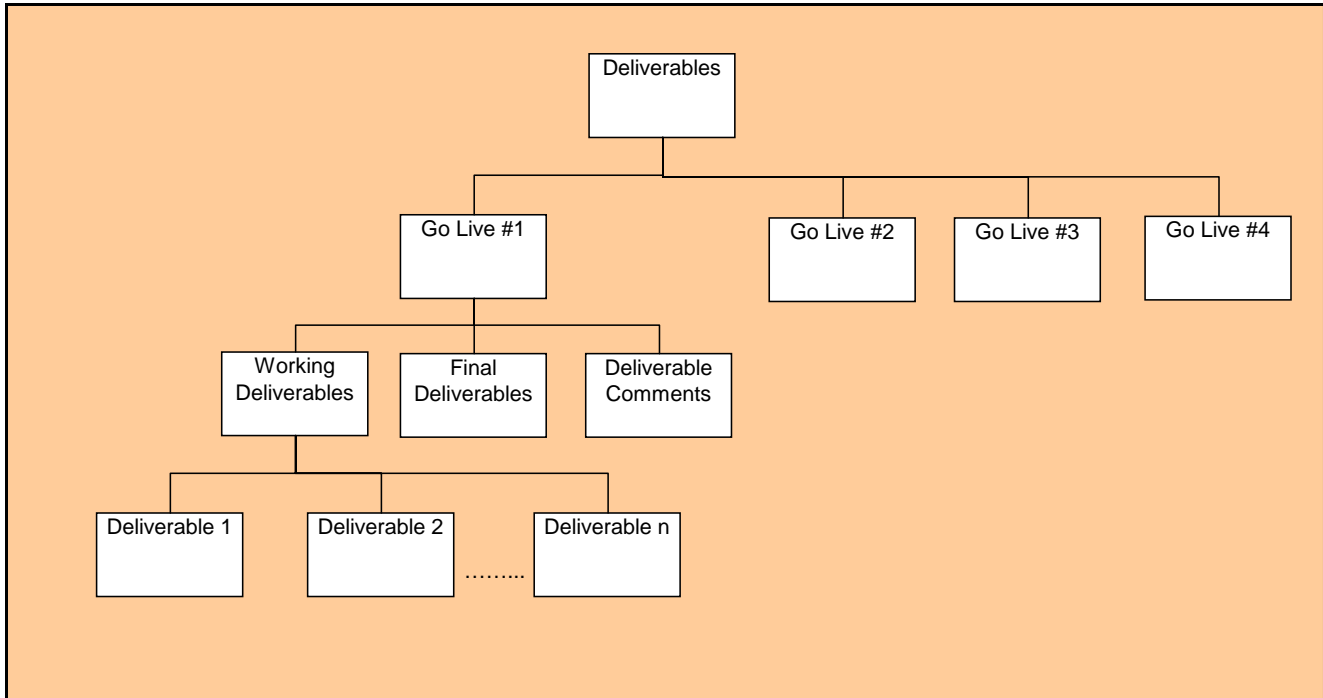 Deliverables
Go Live #1
Go Live #2
Go Live #3
Go Live #4
Working
Deliverables
Final
Deliverables
Deliverable
Comments
Deliverable 1
Deliverable 2
……...
Deliverable n